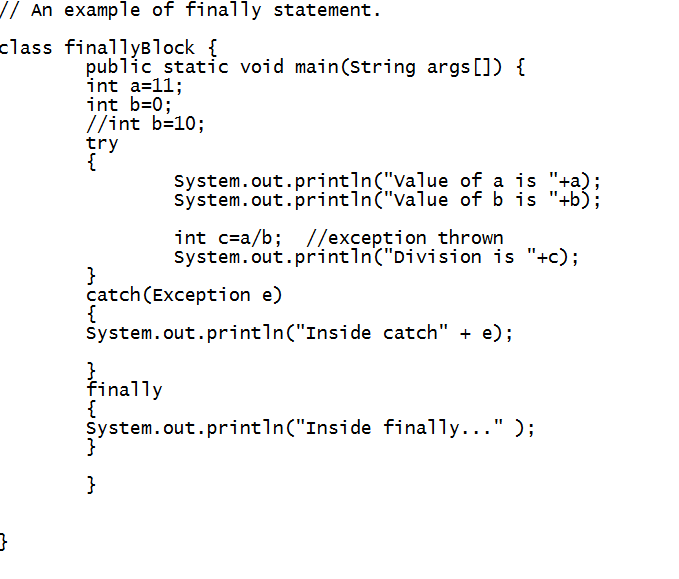 // An example of finally statement.
class finallyBlock {
public static void main(String args[]) {
int a=11;
int b=0;
//int b=10;
try
{
System.out.println("Value of a is "+a);
System.out.println("Value of b is "+b);
int c=a/b;  //exception thrown
System.out.println("Division is "+c);
}
catch(Exception e)
{
System.out.println("Inside catch" + e);
}
finally
{
System.out.println("Inside finally..." );
}
}
}